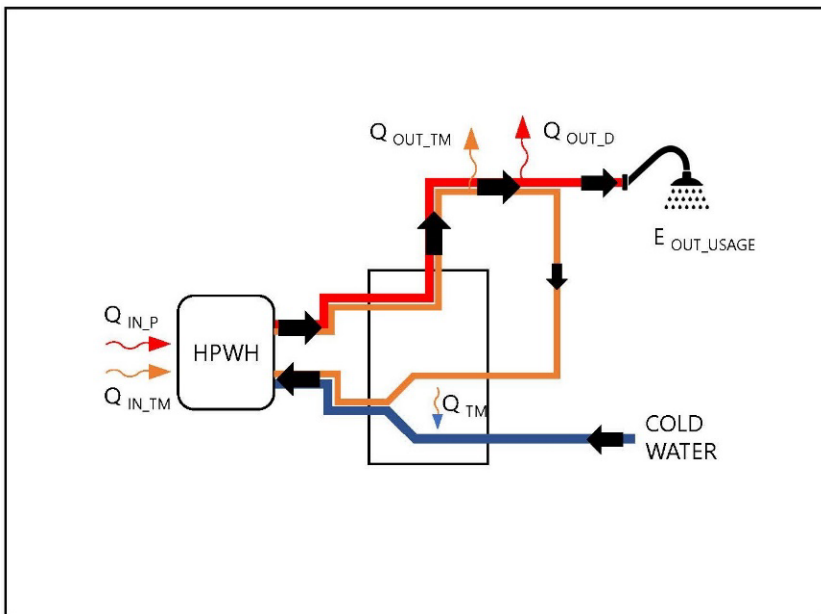 Q OUT_TM
Q OUT_D
E OUT_USAGE
Q IN_P
HPWH
Q IN_TM
Q TM
COLD
WATER